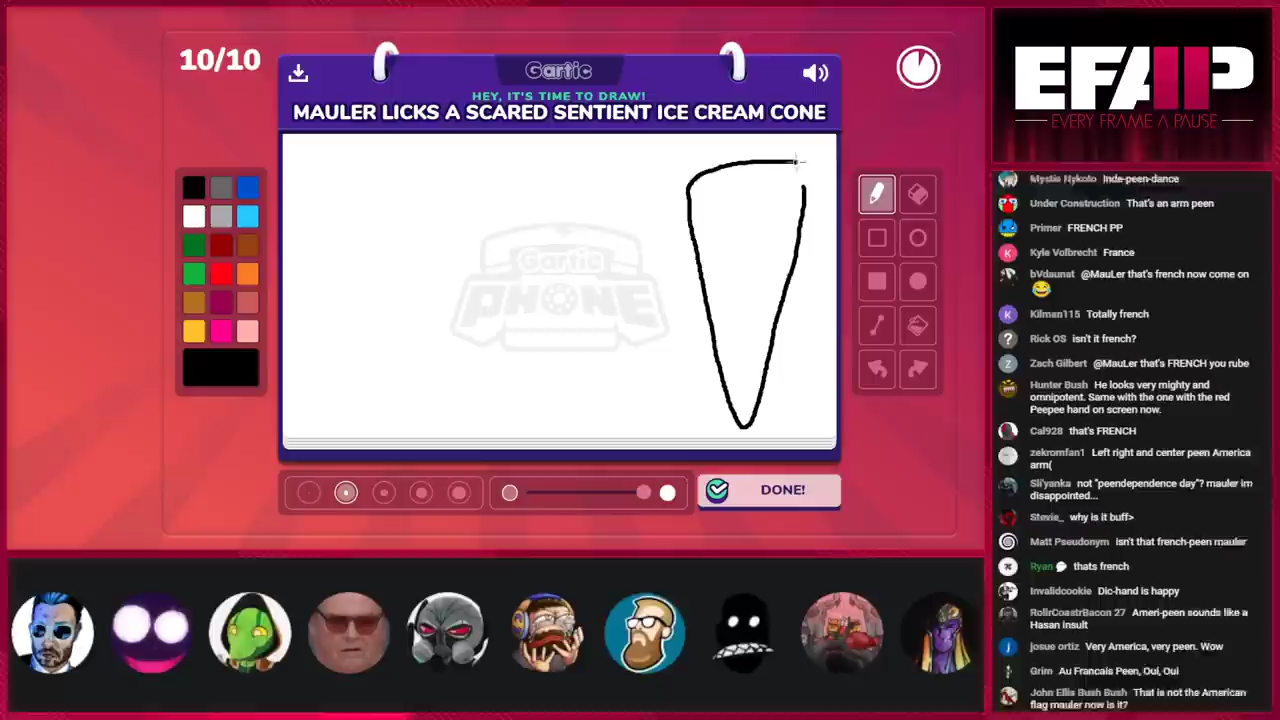 10/10
Gartic
HEY, IT'S TIME TO DRAW!
MAULER LICKS A SCARED SENTIENT ICE CREAM CONE
Gartic
PHONE
DONE!
EFAP
EVERY FRAME A PAUSE
Mystic Nykolo Inde-peen-dance
Under Construction That's an arm peen
Primer FRENCH PP
Kyle Volbrecht France
bVdaunat @MauLer that's french now come on
😂
Kilman115 Totally french
Rick OS isn't it french?
Zach Gilbert @MauLer that's FRENCH you rube
Hunter Bush He looks very mighty and
omnipotent. Same with the one with the red
Peepee hand on screen now.
Cal928 that's FRENCH
zekromfan1 Left right and center peen America
arm(
Sli'yanka not "peendependence day"? mauler im
disappointed...
Stevie_ why is it buff>
Matt Pseudonym isn't that french-peen mauler
Ryan thats french
Invalidcookie Dic-hand is happy
RollrCoastrBacon 27 Ameri-peen sounds like a
Hasan insult
josue ortiz Very America, very peen. Wow
Grim Au Francais Peen, Oui, Oui
John Ellis Bush Bush That is not the American
flag mauler now is it?